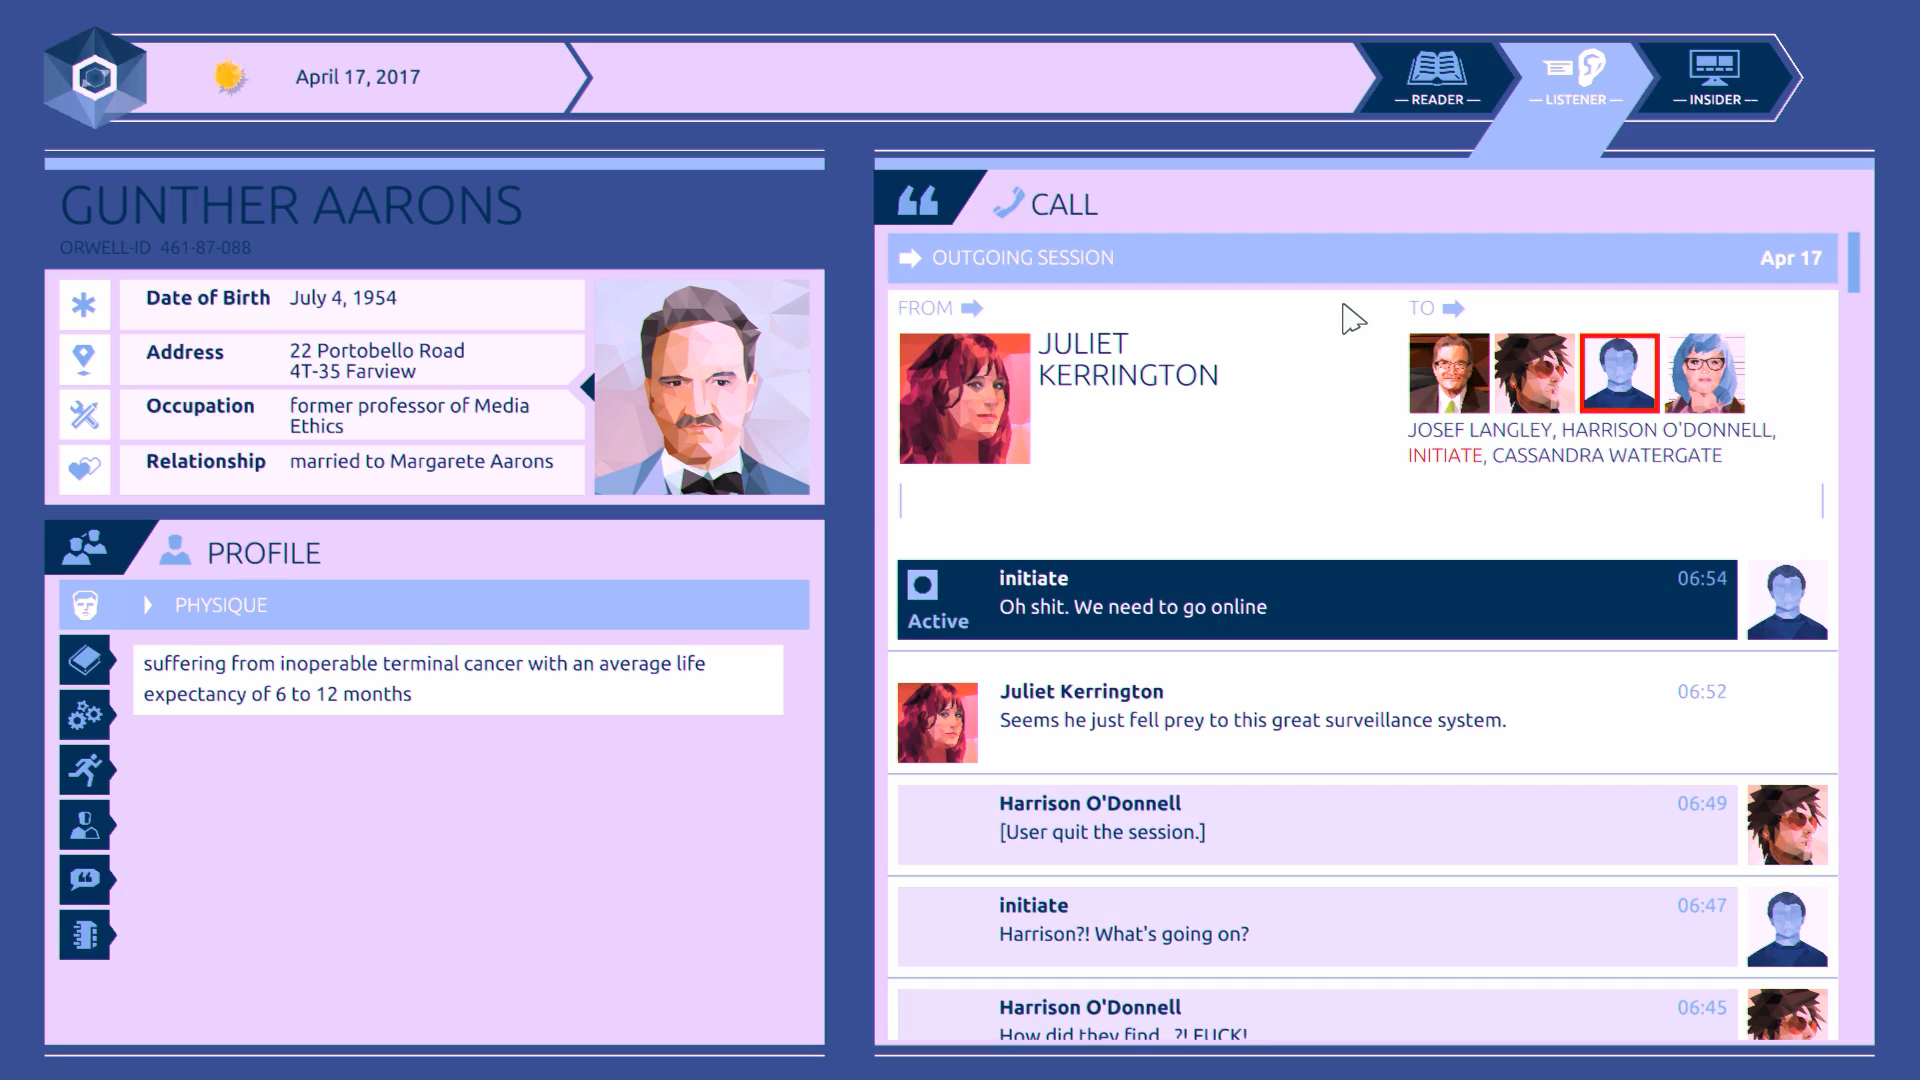 April 17, 2017
— READER —
— LISTENER —
— INSIDER —
GUNTHER AARONS
ORWELL-ID 461-87-088
Date of Birth July 4, 1954
Address 22 Portobello Road
4T-35 Farview
Occupation former professor of Media
Ethics
Relationship married to Margarete Aarons
PROFILE
PHYSIQUE
suffering from inoperable terminal cancer with an average life
expectancy of 6 to 12 months
CALL
OUTGOING SESSION Apr 17
FROM
JULIET
KERRINGTON
TO
JOSEF LANGLEY, HARRISON O'DONNELL,
INITIATE, CASSANDRA WATERGATE
initiate 06:54
Oh shit. We need to go online
Active
Juliet Kerrington 06:52
Seems he just fell prey to this great surveillance system.
Harrison O'Donnell 06:49
[User quit the session.]
initiate 06:47
Harrison?! What's going on?
Harrison O'Donnell 06:45
How did they find...?! FUCK!